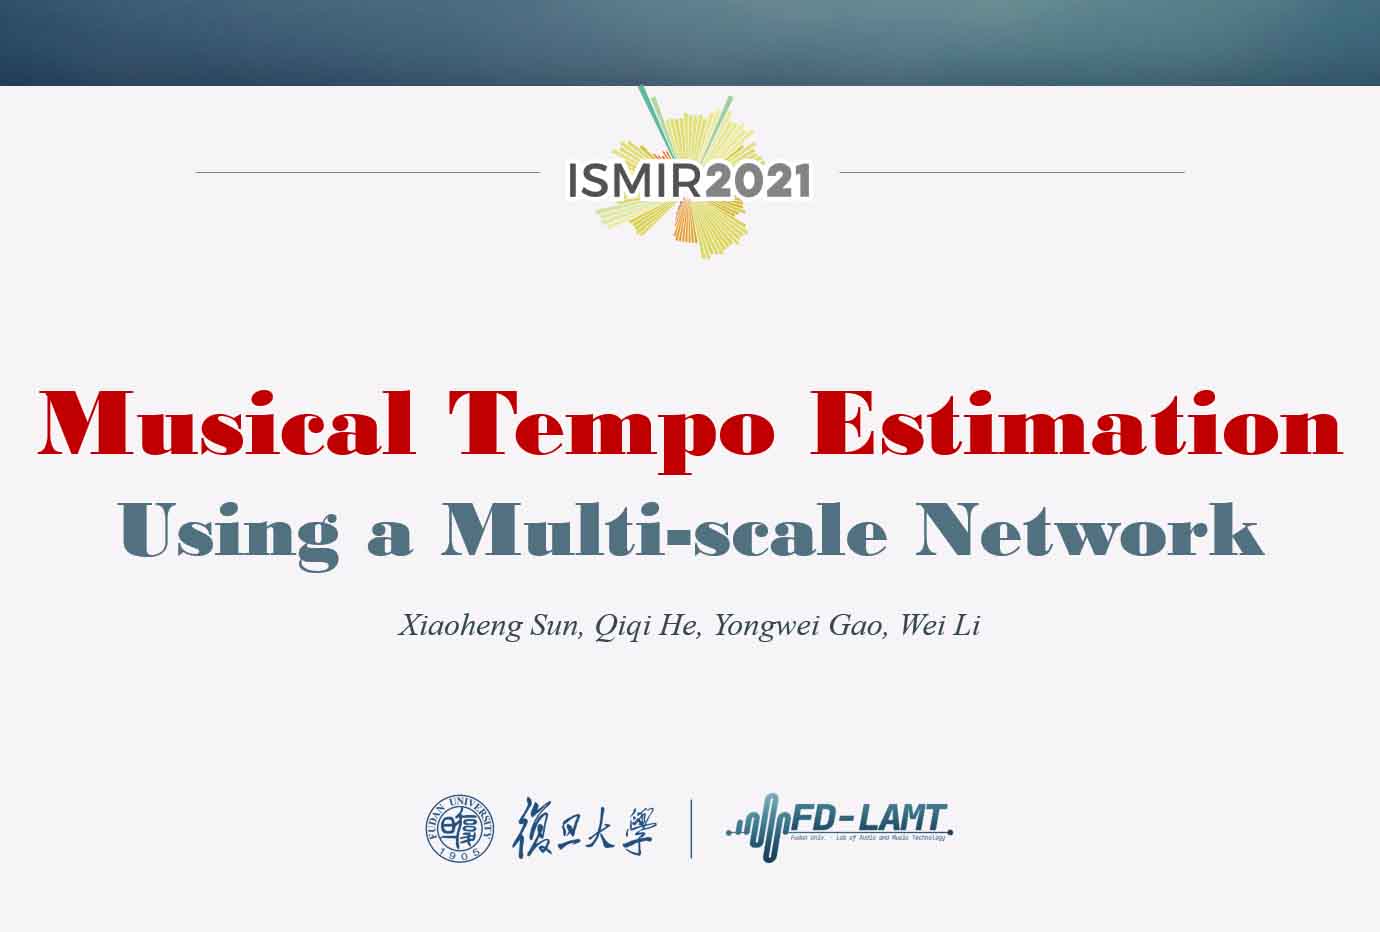 ISMIR2021
Musical Tempo Estimation
Using a Multi-scale Network
Xiaoheng Sun, Qiqi He, Yongwei Gao, Wei Li
FUDAN UNIVERSITY
1905
復旦大學
FD-LAMT
Fudan Univ. - Lab of Audio and Music Technology